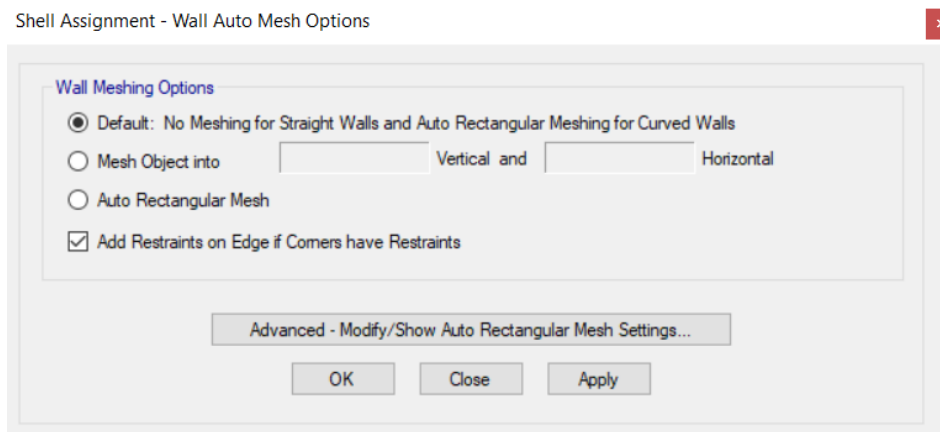 Shell Assignment - Wall Auto Mesh Options
Wall Meshing Options
Default: No Meshing for Straight Walls and Auto Rectangular Meshing for Curved Walls
Mesh Object into Vertical and Horizontal
Auto Rectangular Mesh
Add Restraints on Edge if Corners have Restraints
Advanced - Modify/Show Auto Rectangular Mesh Settings...
OK Close Apply